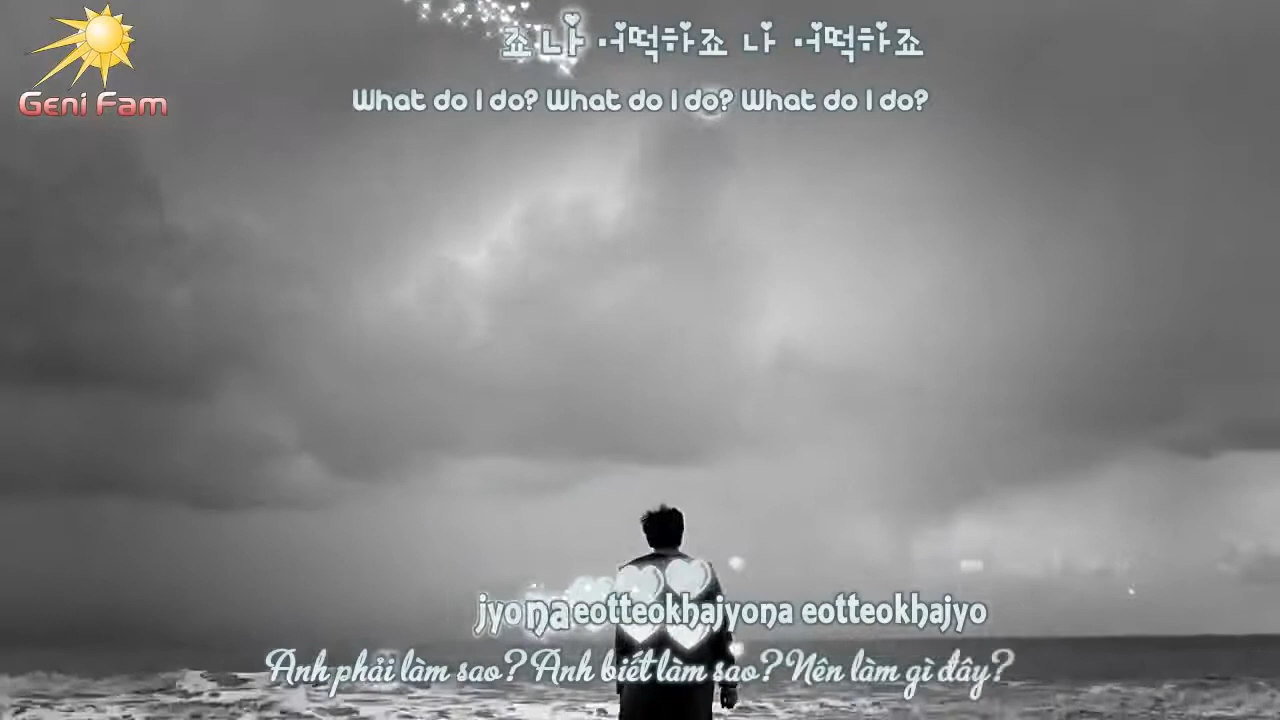 Geni Fam
죠 나 어떡하죠 나 어떡하죠
What do I do? What do I do? What do I do?
jyona eotteokhajyona eotteokhajyo
Anh phải làm sao? Anh biết làm sao? Nên làm gì đây?